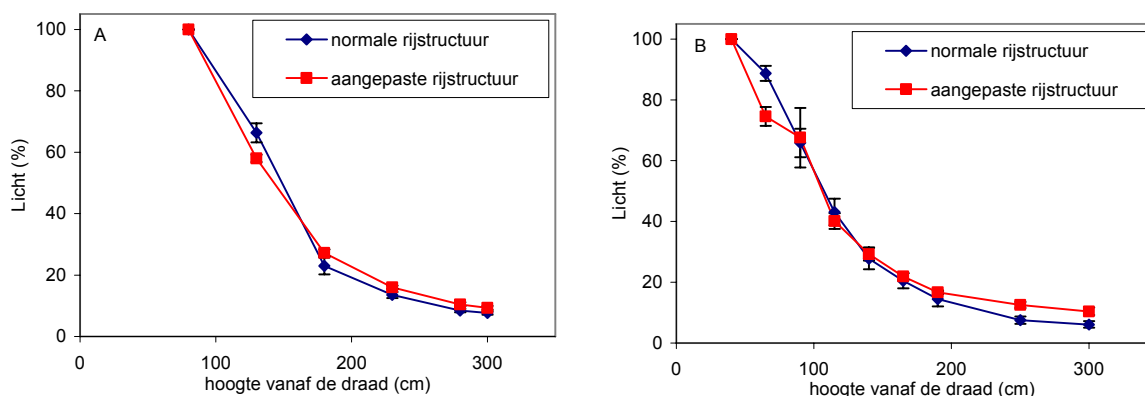 A
normale rijstructuur
aangepaste rijstructuur
Licht (%)
100
80
60
40
20
0
0 100 200 300
hoogte vanaf de draad (cm)
B
normale rijstructuur
aangepaste rijstructuur
Licht (%)
100
80
60
40
20
0
0 100 200 300
hoogte vanaf de draad (cm)